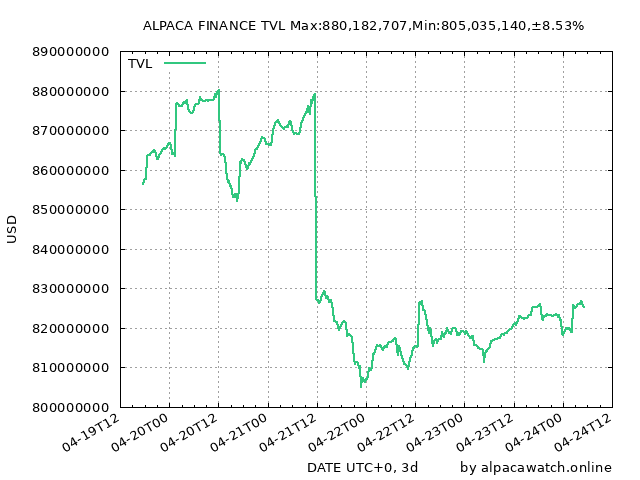 ALPACA FINANCE TVL Max:880,182,707,Min:805,035,140,±8.53%
TVL
890000000
880000000
870000000
860000000
850000000
840000000
830000000
820000000
810000000
800000000
USD
04-19T12
04-20T00
04-20T12
04-21T00
04-21T12
04-22T00
04-22T12
04-23T00
04-23T12
04-24T00
04-24T12
DATE UTC+0, 3d
by alpacawatch.online